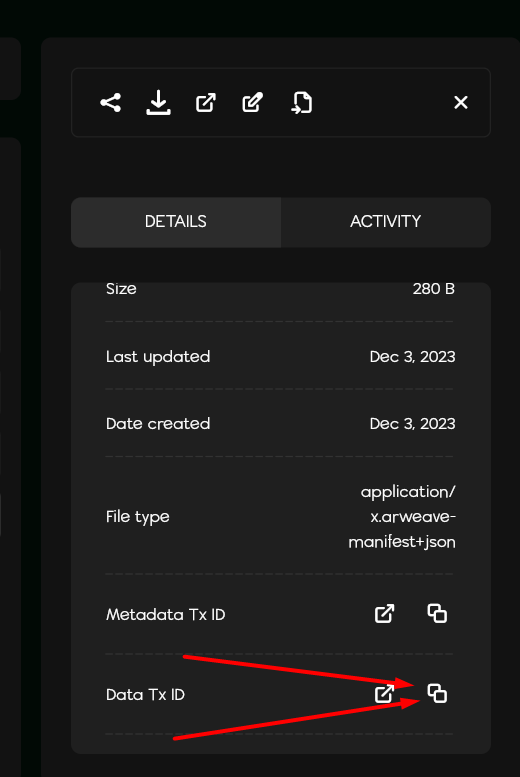 DETAILS
ACTIVITY
Size 280 B
Last updated Dec 3, 2023
Date created Dec 3, 2023
File type application/
x.arweave-
manifest+json
Metadata Tx ID
Data Tx ID